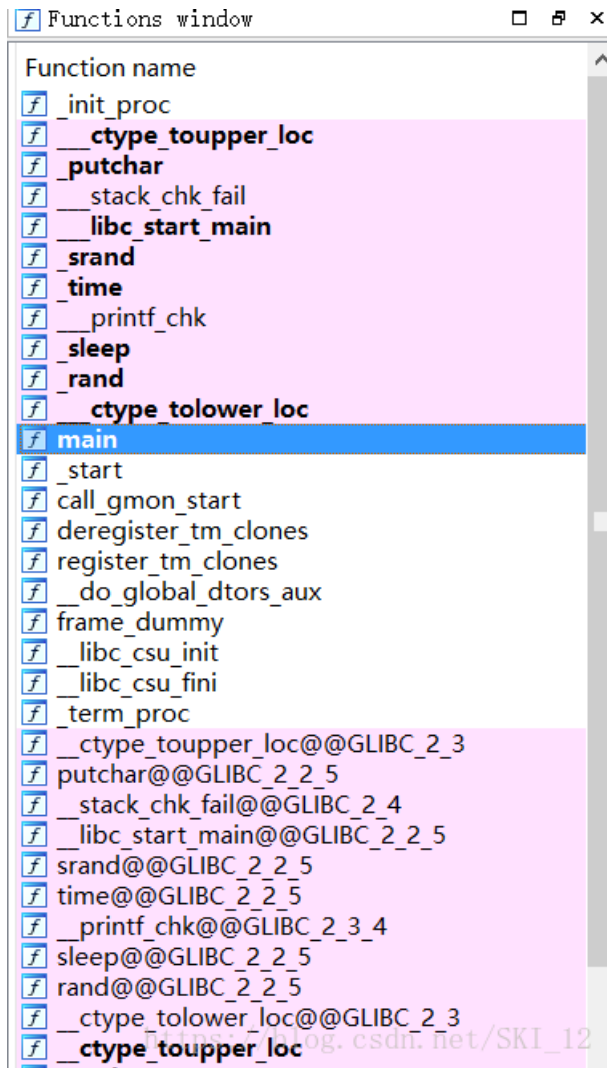 Functions window
Function name
_init_proc
___ctype_toupper_loc
_putchar
___stack_chk_fail
___libc_start_main
_srand
_time
___printf_chk
_sleep
_rand
___ctype_tolower_loc
main
_start
call_gmon_start
deregister_tm_clones
register_tm_clones
__do_global_dtors_aux
frame_dummy
__libc_csu_init
__libc_csu_fini
_term_proc
__ctype_toupper_loc@@GLIBC_2_3
putchar@@GLIBC_2_2_5
__stack_chk_fail@@GLIBC_2_4
__libc_start_main@@GLIBC_2_2_5
srand@@GLIBC_2_2_5
time@@GLIBC_2_2_5
__printf_chk@@GLIBC_2_3_4
sleep@@GLIBC_2_2_5
rand@@GLIBC_2_2_5
__ctype_tolower_loc@@GLIBC_2_3
__ctype_toupper_loc
https://blog.csdn.net/SKI_12